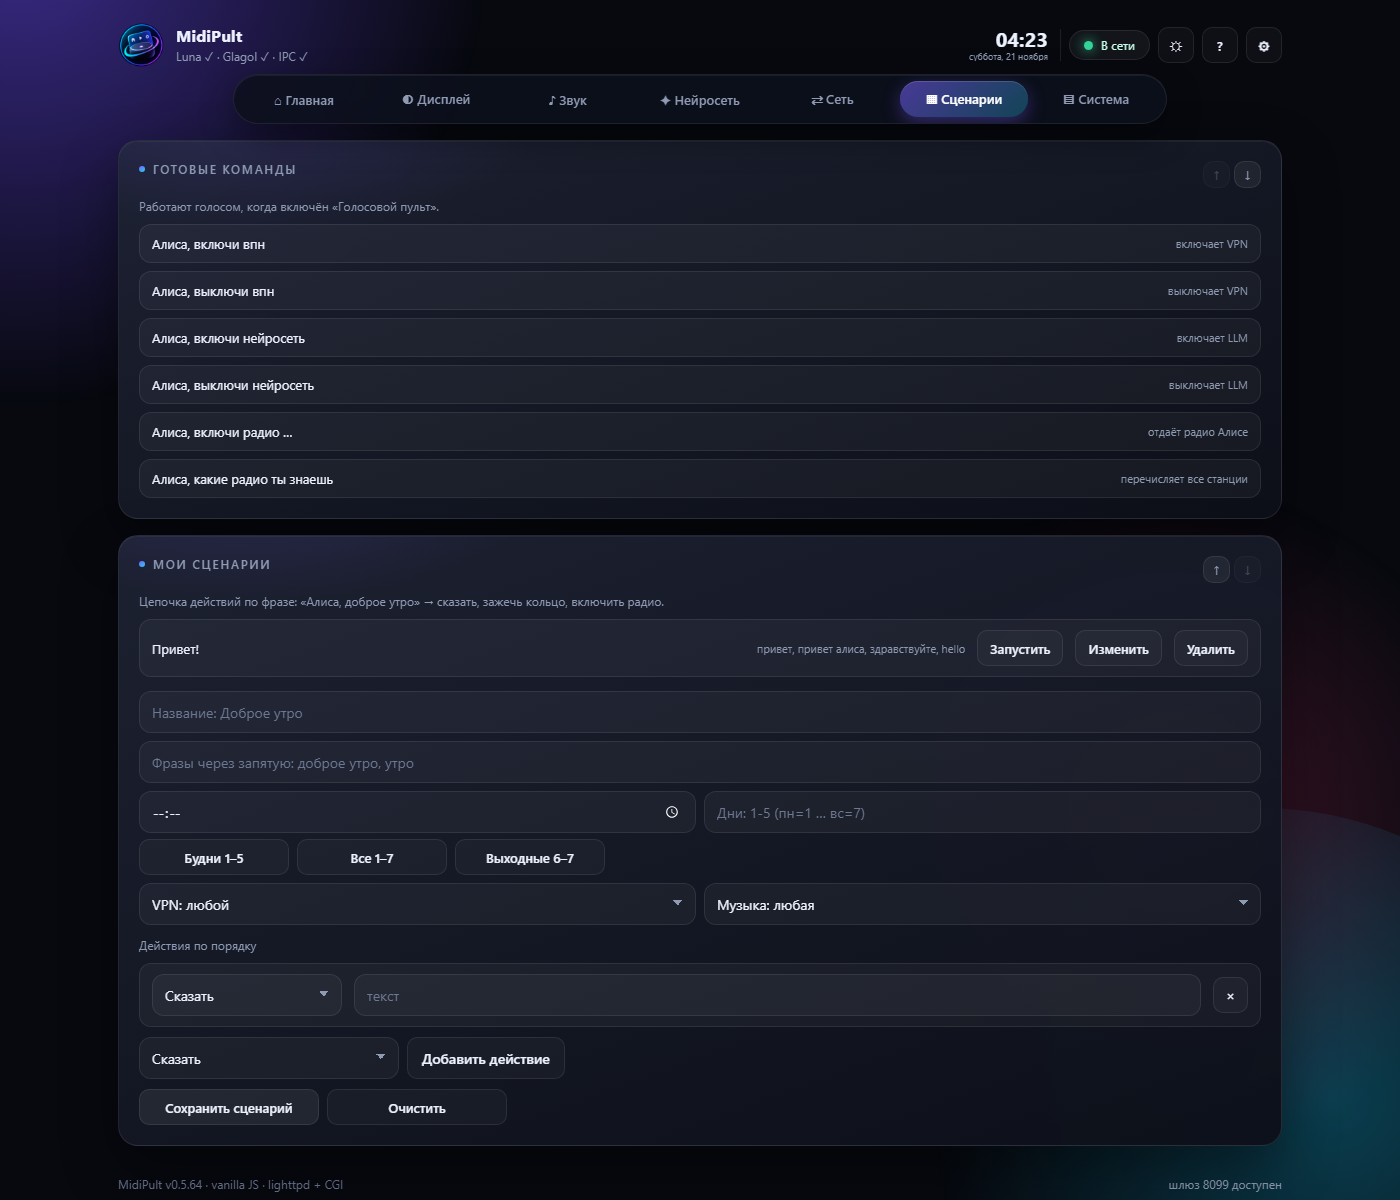 MidiPult
Luna ✓ · Glagol ✓ · IPC ✓
04:23
суббота, 21 ноября
В сети
?
⌂ Главная
◐ Дисплей
♪ Звук
✦ Нейросеть
⇄ Сеть
▦ Сценарии
▤ Система
ГОТОВЫЕ КОМАНДЫ
↑ ↓
Работают голосом, когда включён «Голосовой пульт».
Алиса, включи впн
включает VPN
Алиса, выключи впн
выключает VPN
Алиса, включи нейросеть
включает LLM
Алиса, выключи нейросеть
выключает LLM
Алиса, включи радио ...
отдаёт радио Алисе
Алиса, какие радио ты знаешь
перечисляет все станции
МОИ СЦЕНАРИИ
↑ ↓
Цепочка действий по фразе: «Алиса, доброе утро» → сказать, зажечь кольцо, включить радио.
Привет!
привет, привет алиса, здравствуйте, hello
Запустить
Изменить
Удалить
Название: Доброе утро
Фразы через запятую: доброе утро, утро
--:--
Дни: 1-5 (пн=1 ... вс=7)
Будни 1–5
Все 1–7
Выходные 6–7
VPN: любой
Музыка: любая
Действия по порядку
Сказать
текст
×
Сказать
Добавить действие
Сохранить сценарий
Очистить
MidiPult v0.5.64 · vanilla JS · lighttpd + CGI
шлюз 8099 доступен